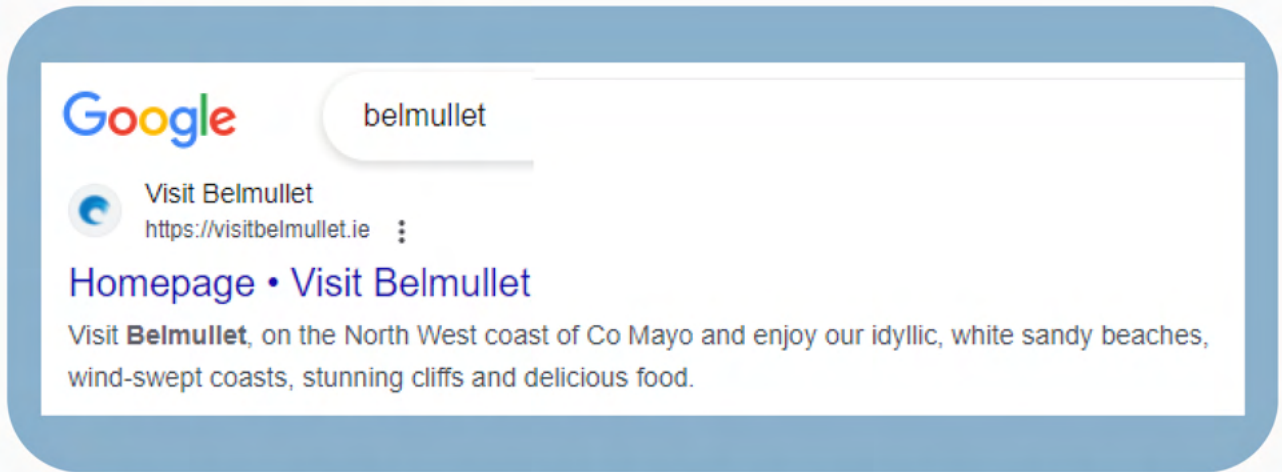 Google
belmullet
Visit Belmullet
https://visitbelmullet.ie
Homepage • Visit Belmullet
Visit Belmullet, on the North West coast of Co Mayo and enjoy our idyllic, white sandy beaches,
wind-swept coasts, stunning cliffs and delicious food.